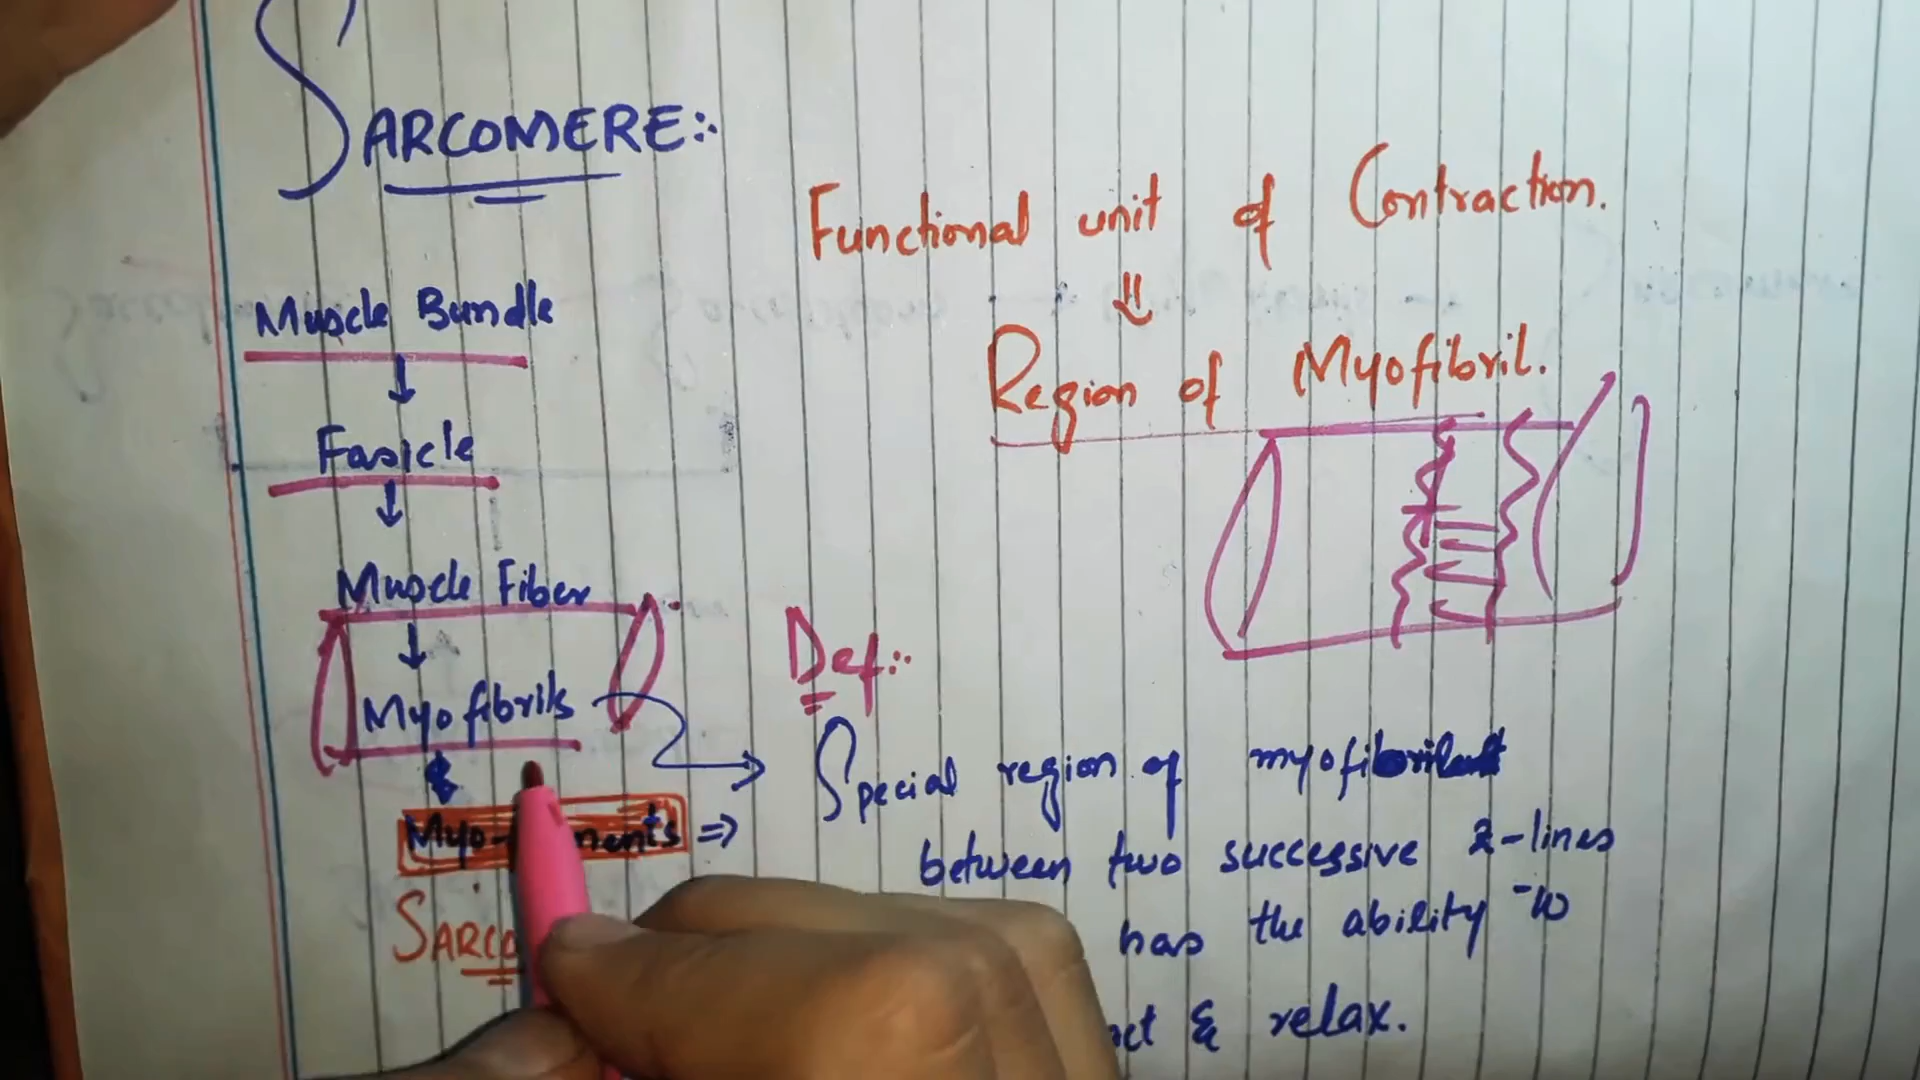 SARCOMERE:-
Functional unit of Contraction.
⇓
Region of Myofibril.
Muscle Bundle
↓
Fasicle
↓
Muscle Fiber
↓
Myofibrils
Def:-
Special region of
between two successive z-lines
has the ability to
& relax.